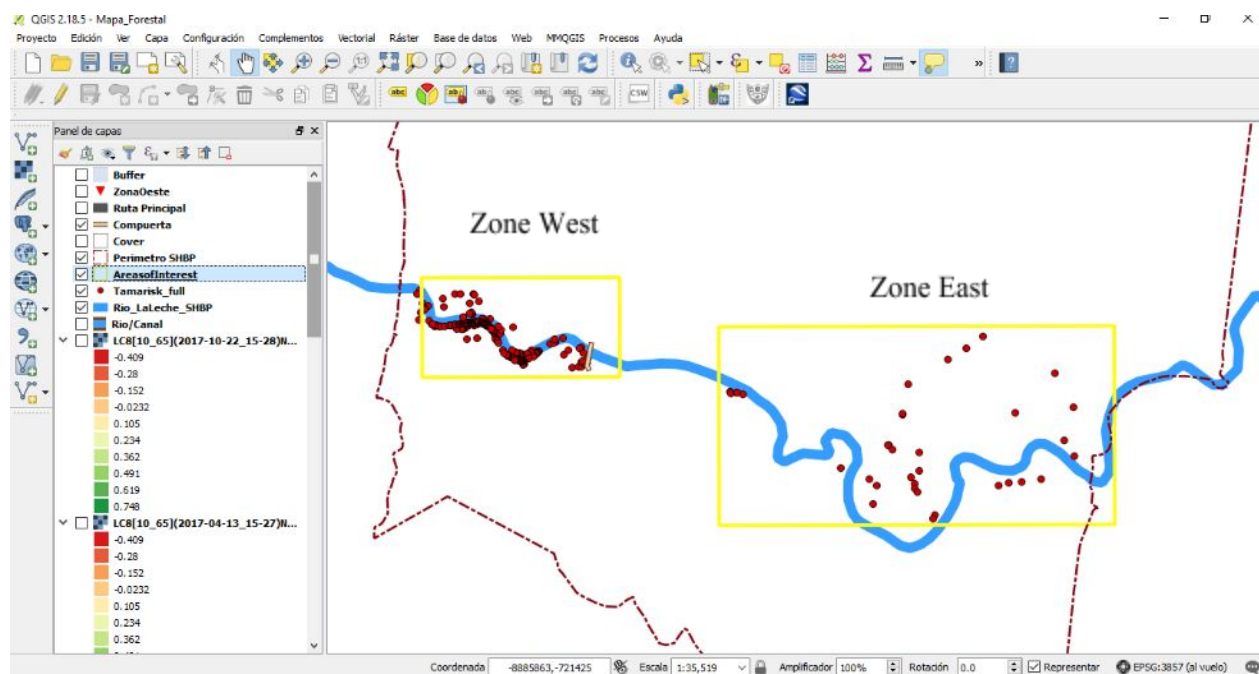 QGIS 2.18.5 - Mapa_Forestal
Proyecto Edición Ver Capa Configuración Complementos Vectorial Ráster Base de datos Web MMQGIS Procesos Ayuda
Panel de capas
Buffer
ZonaOeste
Ruta Principal
Compuerta
Cover
Perimetro SHBP
AreasofInterest
Tamarisk_full
Rio_LaLeche_SHBP
Rio/Canal
LC8[10_65](2017-10-22_15-28)N...
-0.409
-0.28
-0.152
-0.0232
0.105
0.234
0.362
0.491
0.619
0.748
LC8[10_65](2017-04-13_15-27)N...
-0.409
-0.28
-0.152
-0.0232
0.105
0.234
0.362
Zone West
Zone East
Coordenada -8885863,-721425 Escala 1:35,519 Amplificador 100% Rotación 0.0 Representar EPSG:3857 (al vuelo)